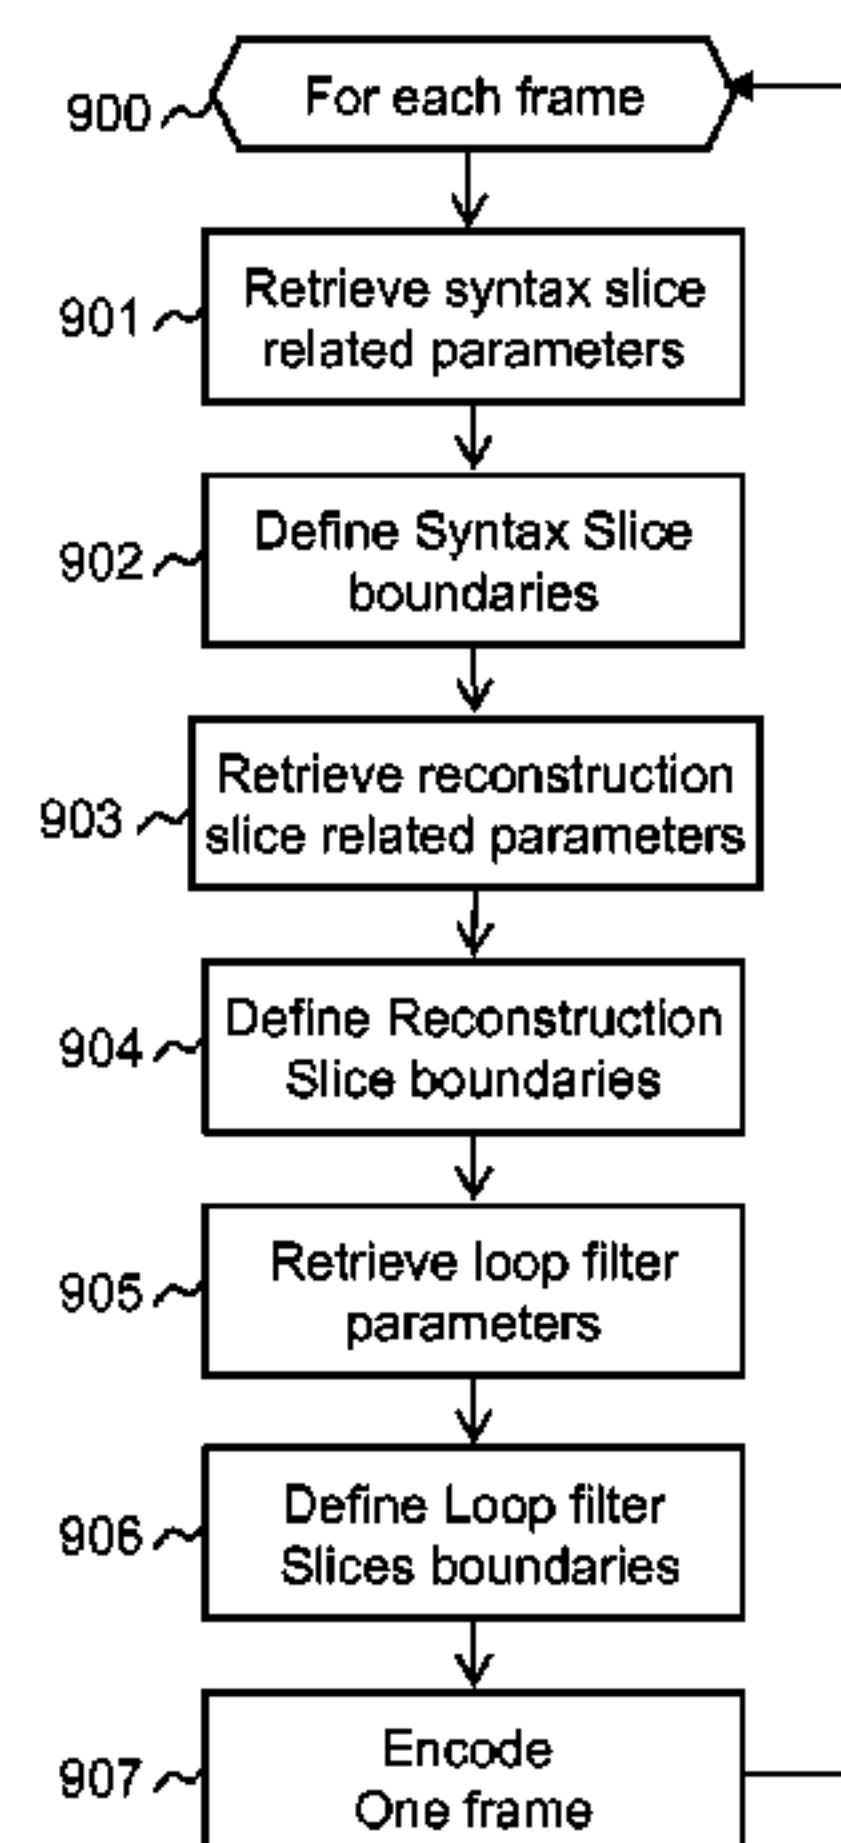 900
For each frame
901
Retrieve syntax slice
related parameters
902
Define Syntax Slice
boundaries
903
Retrieve reconstruction
slice related parameters
904
Define Reconstruction
Slice boundaries
905
Retrieve loop filter
parameters
906
Define Loop filter
Slices boundaries
907
Encode
One frame